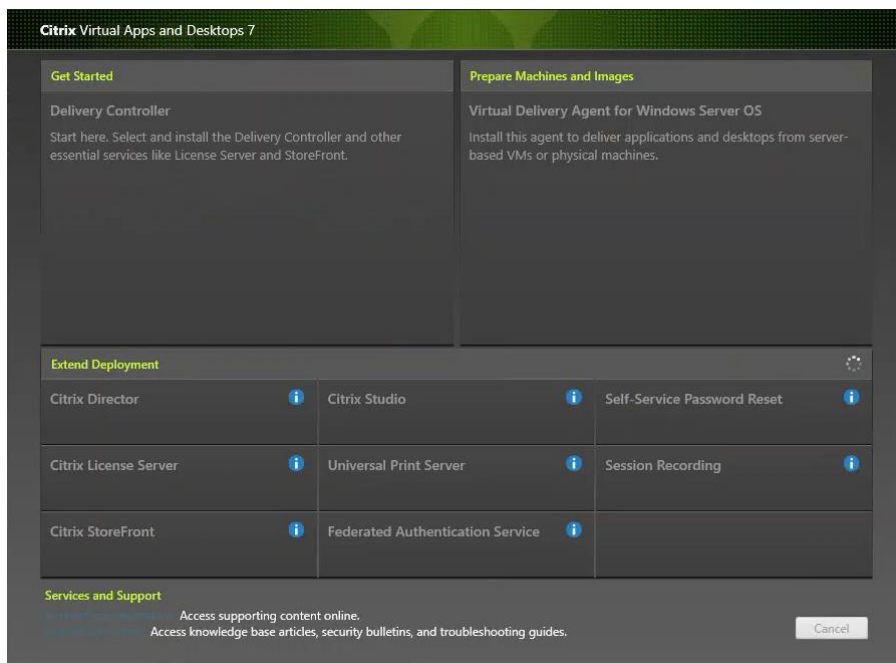 Citrix Virtual Apps and Desktops 7
Get Started
Delivery Controller
Start here. Select and install the Delivery Controller and other
essential services like License Server and StoreFront.
Prepare Machines and Images
Virtual Delivery Agent for Windows Server OS
Install this agent to deliver applications and desktops from server-
based VMs or physical machines.
Extend Deployment
Citrix Director
Citrix Studio
Self-Service Password Reset
Citrix License Server
Universal Print Server
Session Recording
Citrix StoreFront
Federated Authentication Service
Services and Support
Access supporting content online.
Access knowledge base articles, security bulletins, and troubleshooting guides.
Cancel